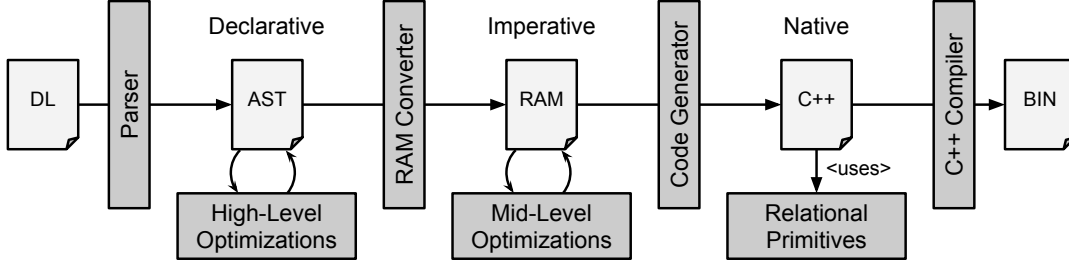 Declarative
Imperative
Native
DL
Parser
AST
RAM Converter
RAM
Code Generator
C++
C++ Compiler
BIN
<uses>
High-Level
Optimizations
Mid-Level
Optimizations
Relational
Primitives